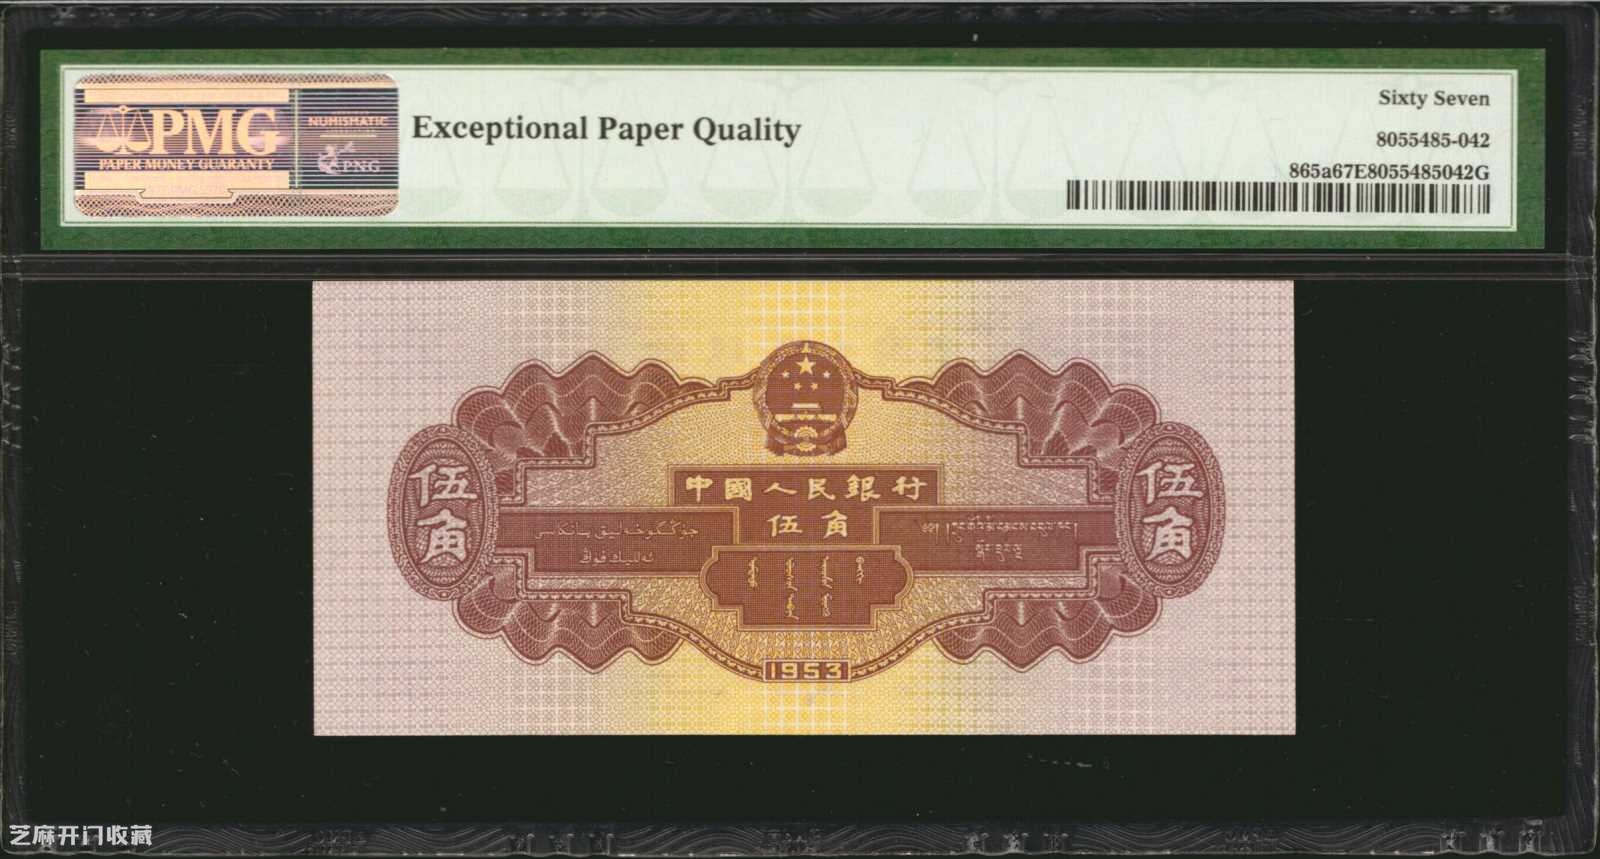 PMG
PAPER MONEY GUARANTY
NUMISMATIC
PNG
Exceptional Paper Quality
Sixty Seven
8055485-042
865a67E8055485042G
中國人民銀行
伍角
伍角
伍角
1953
芝麻开门收藏